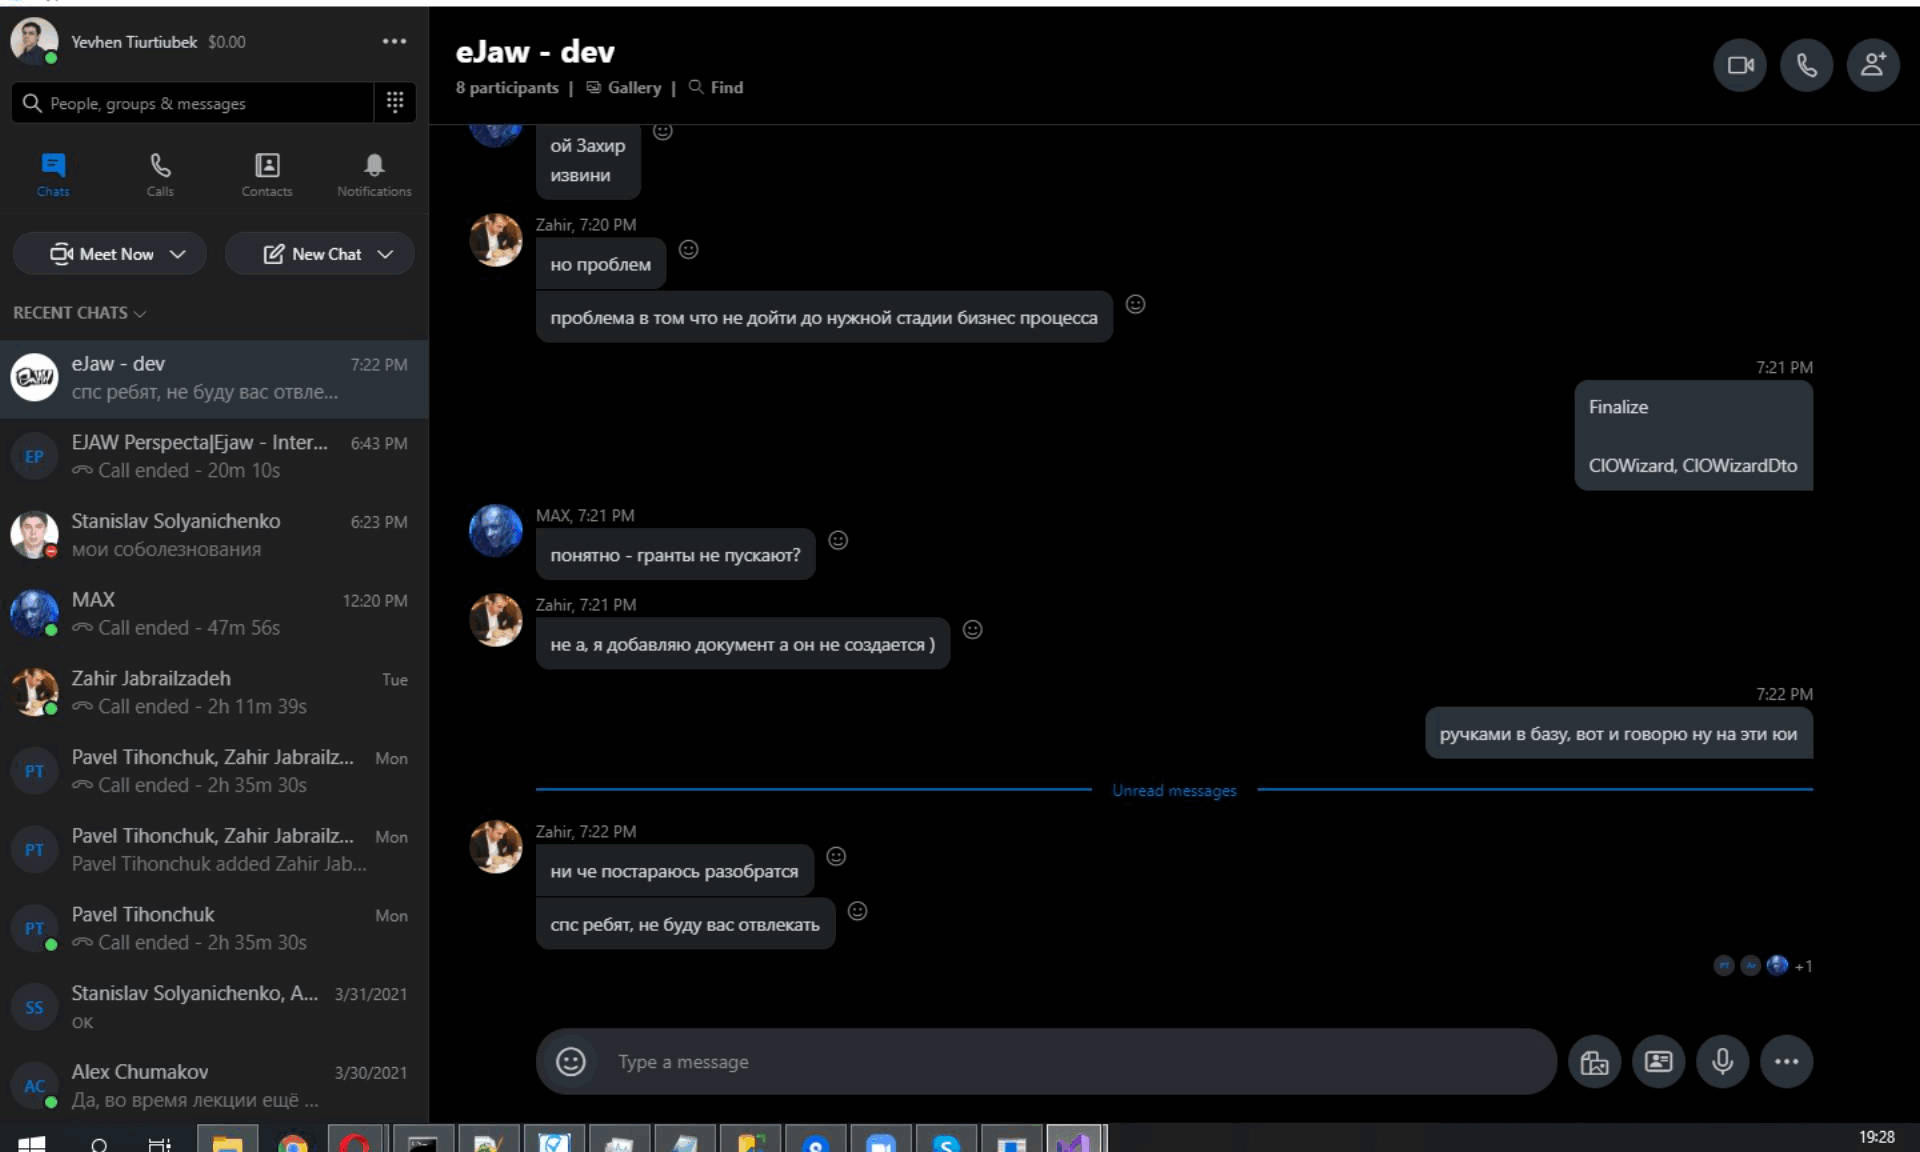 Yevhen Tiurtiubek $0.00
People, groups & messages
Chats
Calls
Contacts
Notifications
Meet Now
New Chat
RECENT CHATS
eJaw - dev 7:22 PM
спс ребят, не буду вас отвле...
EP
EJAW Perspecta|Ejaw - Inter... 6:43 PM
Call ended - 20m 10s
Stanislav Solyanichenko 6:23 PM
мои соболезнования
MAX 12:20 PM
Call ended - 47m 56s
Zahir Jabrailzadeh Tue
Call ended - 2h 11m 39s
PT
Pavel Tihonchuk, Zahir Jabrailz... Mon
Call ended - 2h 35m 30s
PT
Pavel Tihonchuk, Zahir Jabrailz... Mon
Pavel Tihonchuk added Zahir Jab...
PT
Pavel Tihonchuk Mon
Call ended - 2h 35m 30s
SS
Stanislav Solyanichenko, A... 3/31/2021
ок
AC
Alex Chumakov 3/30/2021
Да, во время лекции ещё ...
eJaw - dev
8 participants | Gallery | Find
ой Захир
извини
Zahir, 7:20 PM
но проблем
проблема в том что не дойти до нужной стадии бизнес процесса
7:21 PM
Finalize
CIOWizard, CIOWizardDto
MAX, 7:21 PM
понятно - гранты не пускают?
Zahir, 7:21 PM
не а, я добавляю документ а он не создается )
7:22 PM
ручками в базу, вот и говорю ну на эти юи
Unread messages
Zahir, 7:22 PM
ни че постараюсь разобратся
спс ребят, не буду вас отвлекать
+1
Type a message
19:28